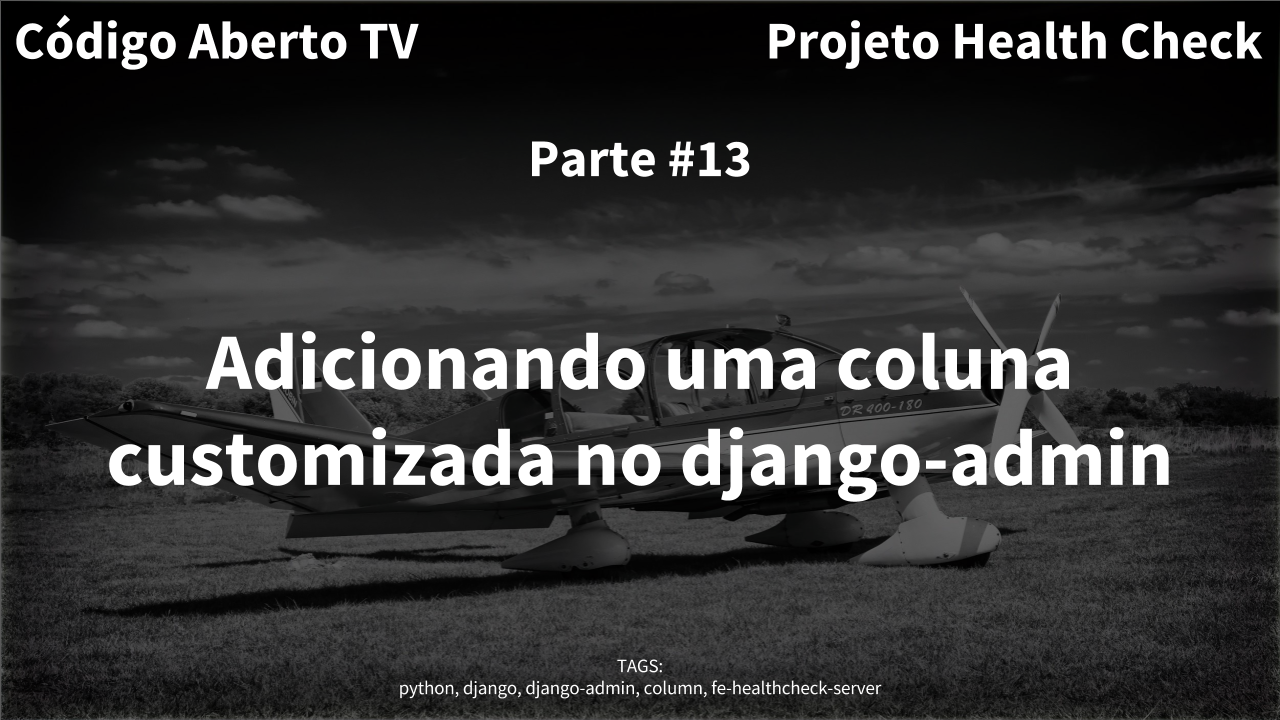 Código Aberto TV
Projeto Health Check
Parte #13
Adicionando uma coluna
customizada no django-admin
DR 400-180
TAGS:
python, django, django-admin, column, fe-healthcheck-server